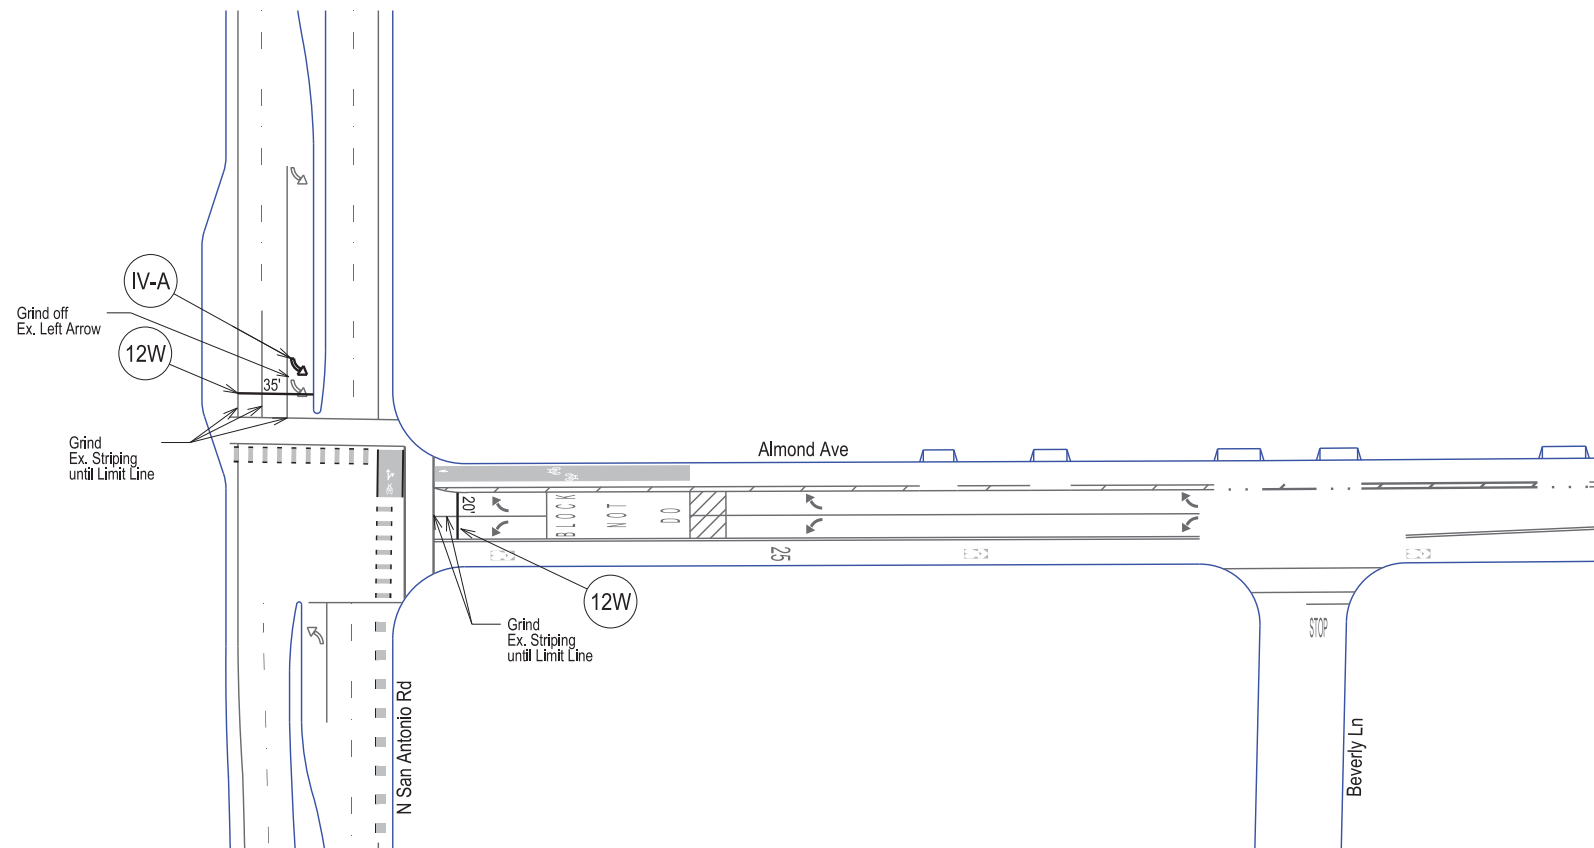 IV-A
Grind off
Ex. Left Arrow
12W
35'
Grind
Ex. Striping
until Limit Line
Almond Ave
20'
BLOCK
NOT
DO
25
12W
Grind
Ex. Striping
until Limit Line
STOP
N San Antonio Rd
Beverly Ln